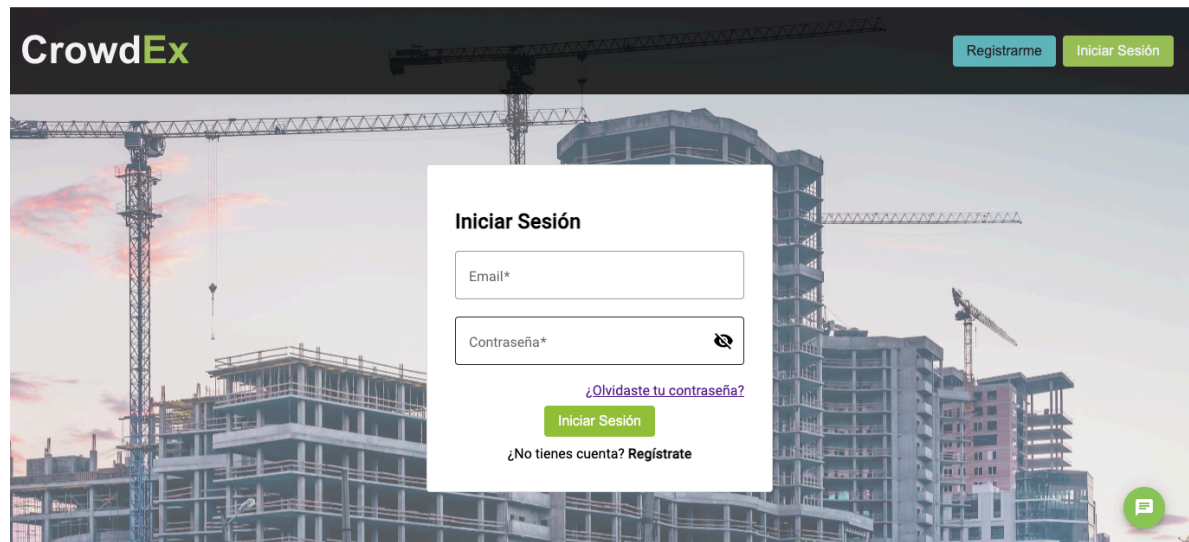 CrowdEx
Registrarme
Iniciar Sesión
Iniciar Sesión
Email*
Contraseña*
¿Olvidaste tu contraseña?
Iniciar Sesión
¿No tienes cuenta? Regístrate